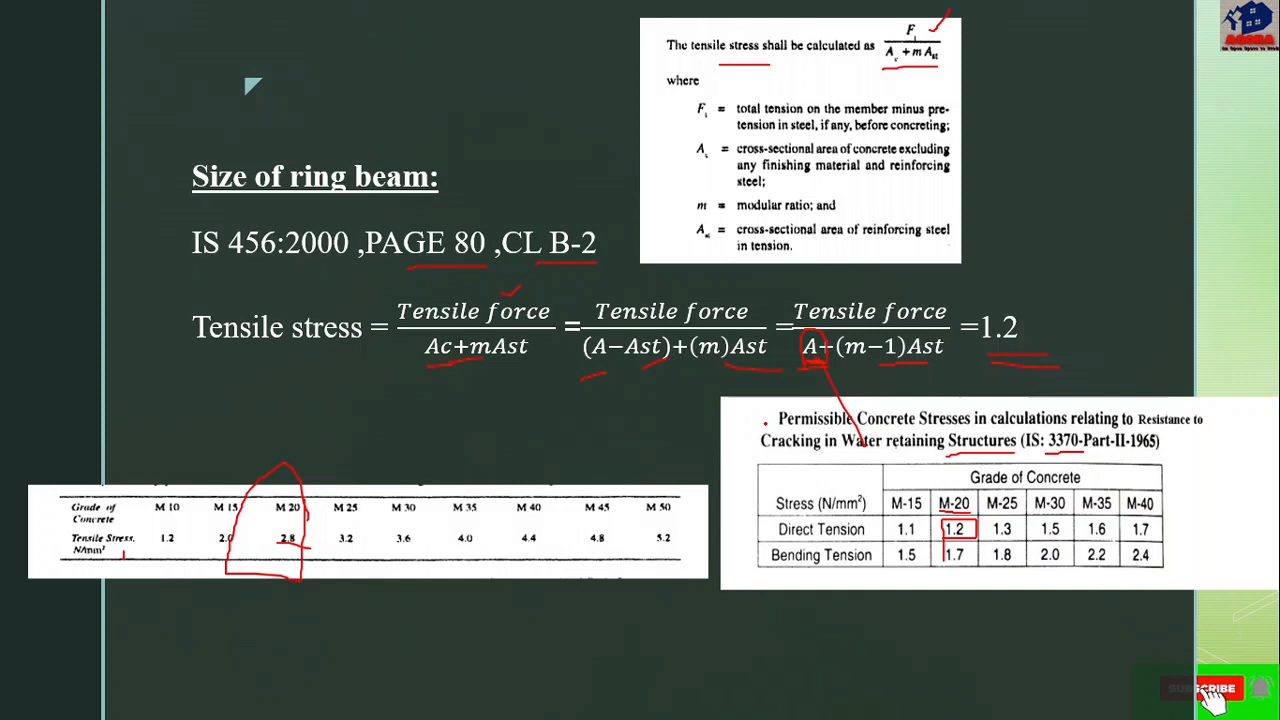 The tensile stress shall be calculated as F_t / (A_c + m A_st)
where
F_t = total tension on the member minus pre-
tension in steel, if any, before concreting;
A_c = cross-sectional area of concrete excluding
any finishing material and reinforcing
steel;
m = modular ratio; and
A_st = cross-sectional area of reinforcing steel
in tension.
Size of ring beam:
IS 456:2000 ,PAGE 80 ,CL B-2
Tensile stress = Tensile force / (Ac+mAst) = Tensile force / ((A−Ast)+(m)Ast) = Tensile force / (A+(m−1)Ast) =1.2
Permissible Concrete Stresses in calculations relating to Resistance to
Cracking in Water retaining Structures (IS: 3370-Part-II-1965)
Grade of Concrete
Stress (N/mm²) M-15 M-20 M-25 M-30 M-35 M-40
Direct Tension 1.1 1.2 1.3 1.5 1.6 1.7
Bending Tension 1.5 1.7 1.8 2.0 2.2 2.4
Grade of M 10 M 15 M 20 M 25 M 30 M 35 M 40 M 45 M 50
Concrete
Tensile Stress, 1.2 2.0 2.8 3.2 3.6 4.0 4.4 4.8 5.2
N/mm²
SUBSCRIBE